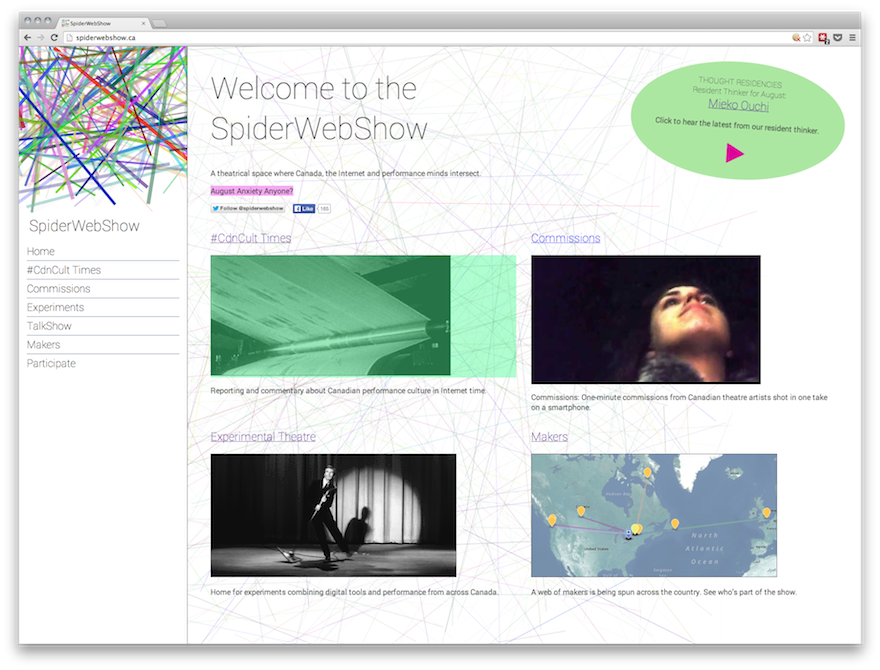 SpiderWebShow
spiderwebshow.ca
SpiderWebShow
Home
#CdnCult Times
Commissions
Experiments
TalkShow
Makers
Participate
Welcome to the
SpiderWebShow
A theatrical space where Canada, the Internet and performance minds intersect.
August Anxiety Anyone?
Follow @spiderwebshow
Like
165
THOUGHT RESIDENCIES
Resident Thinker for August:
Mieko Ouchi
Click to hear the latest from our resident thinker.
#CdnCult Times
Reporting and commentary about Canadian performance culture in Internet time.
Commissions
Commissions: One-minute commissions from Canadian theatre artists shot in one take
on a smartphone.
Experimental Theatre
Home for experiments combining digital tools and performance from across Canada.
Makers
United States
North
Atlantic
Ocean
A web of makers is being spun across the country. See who's part of the show.